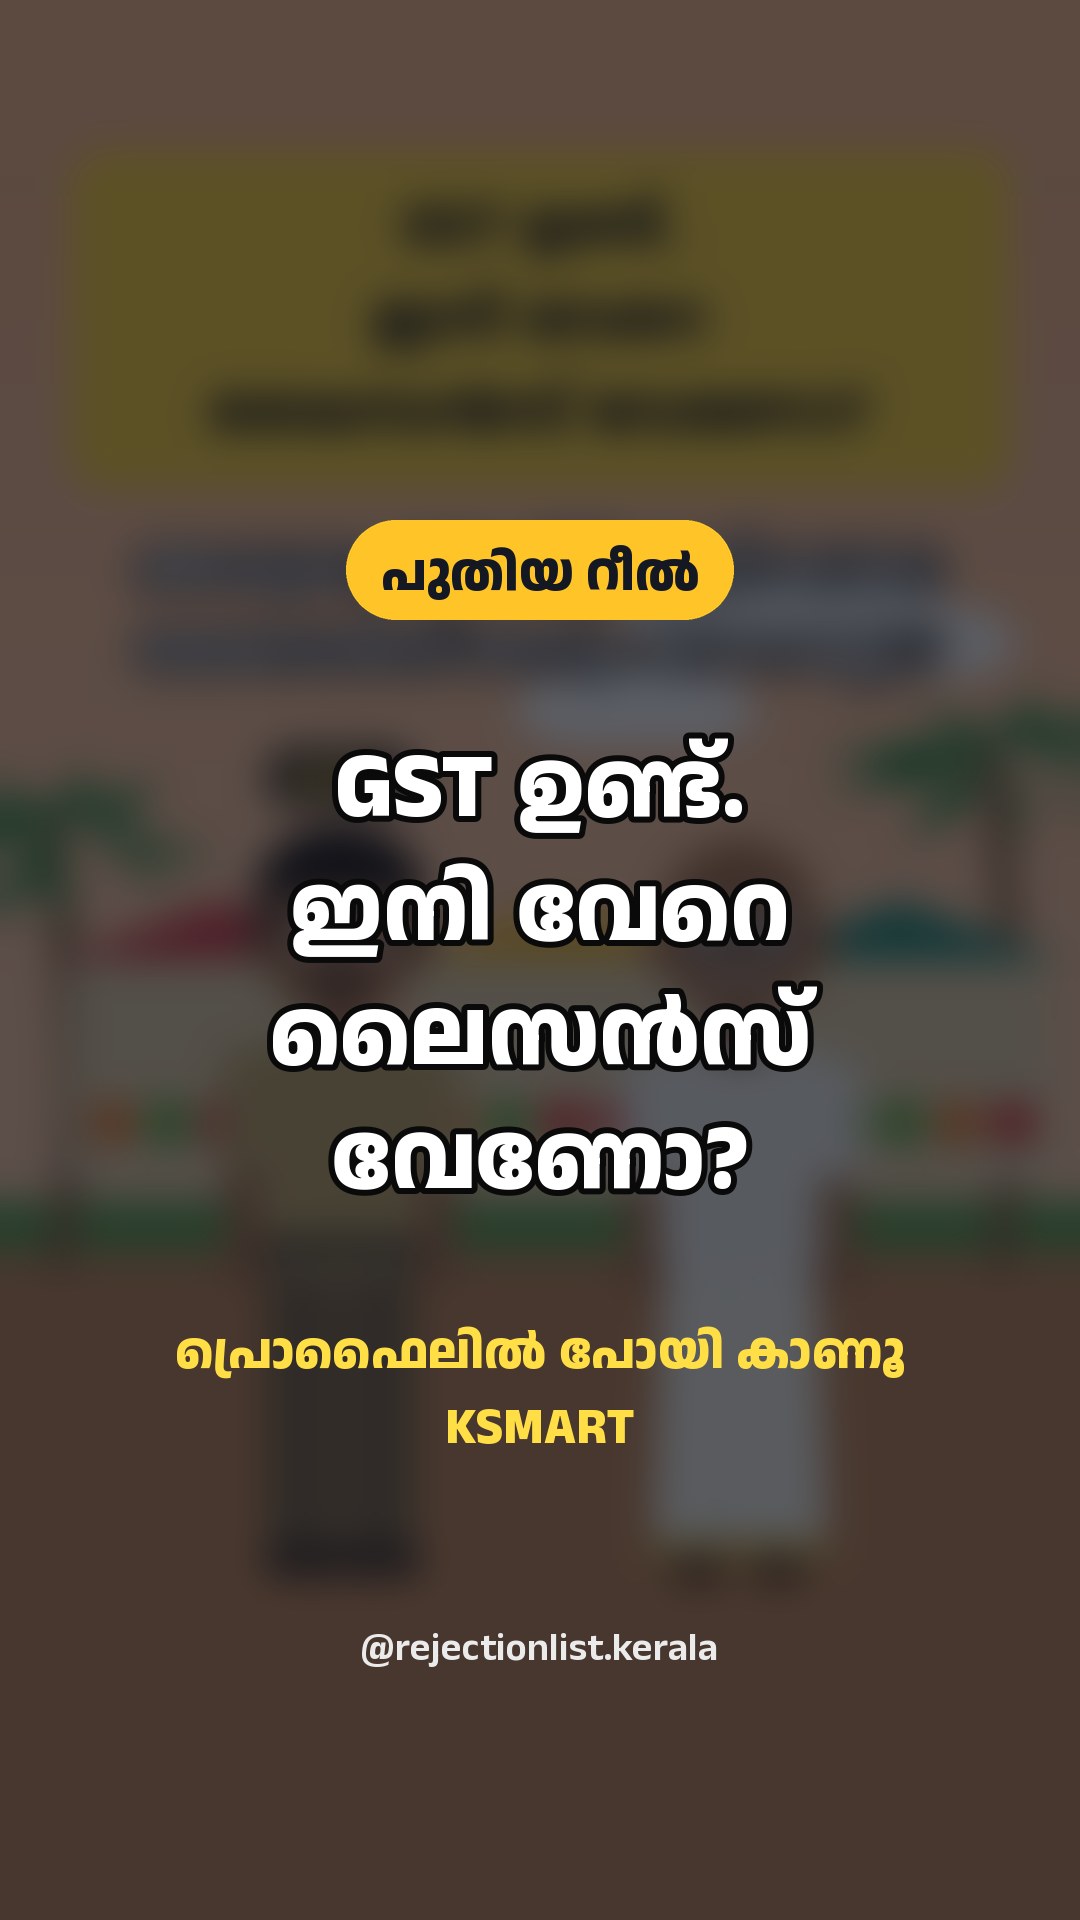 പുതിയ റീൽ
GST ഉണ്ട്.
ഇനി വേറെ
ലൈസൻസ്
വേണോ?
പ്രൊഫൈലിൽ പോയി കാണൂ
KSMART
@rejectionlist.kerala